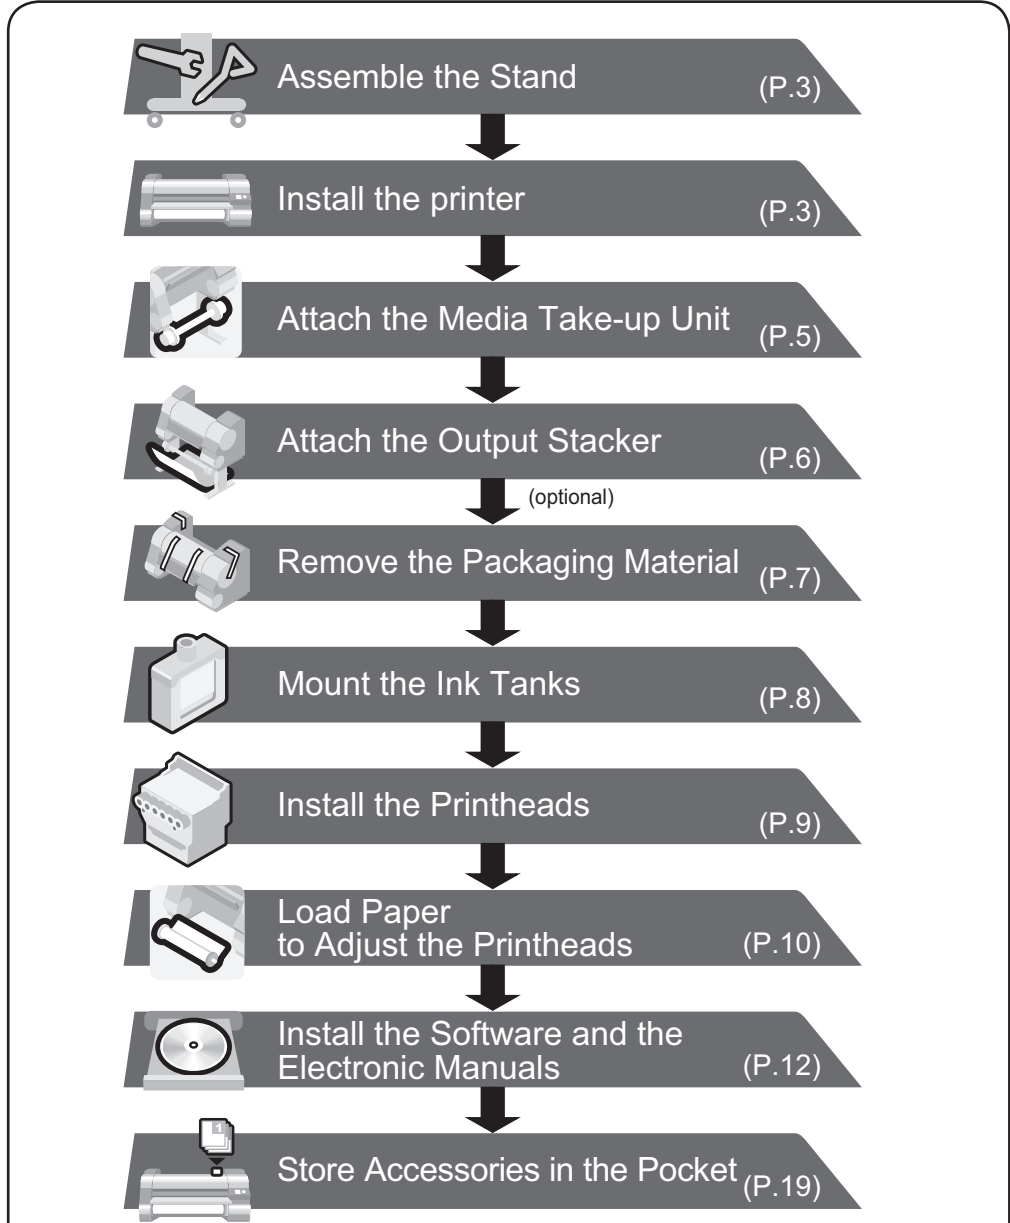 Assemble the Stand (P.3)
Install the printer (P.3)
Attach the Media Take-up Unit (P.5)
Attach the Output Stacker (P.6)
(optional)
Remove the Packaging Material (P.7)
Mount the Ink Tanks (P.8)
Install the Printheads (P.9)
Load Paper
to Adjust the Printheads (P.10)
Install the Software and the
Electronic Manuals (P.12)
1
Store Accessories in the Pocket (P.19)